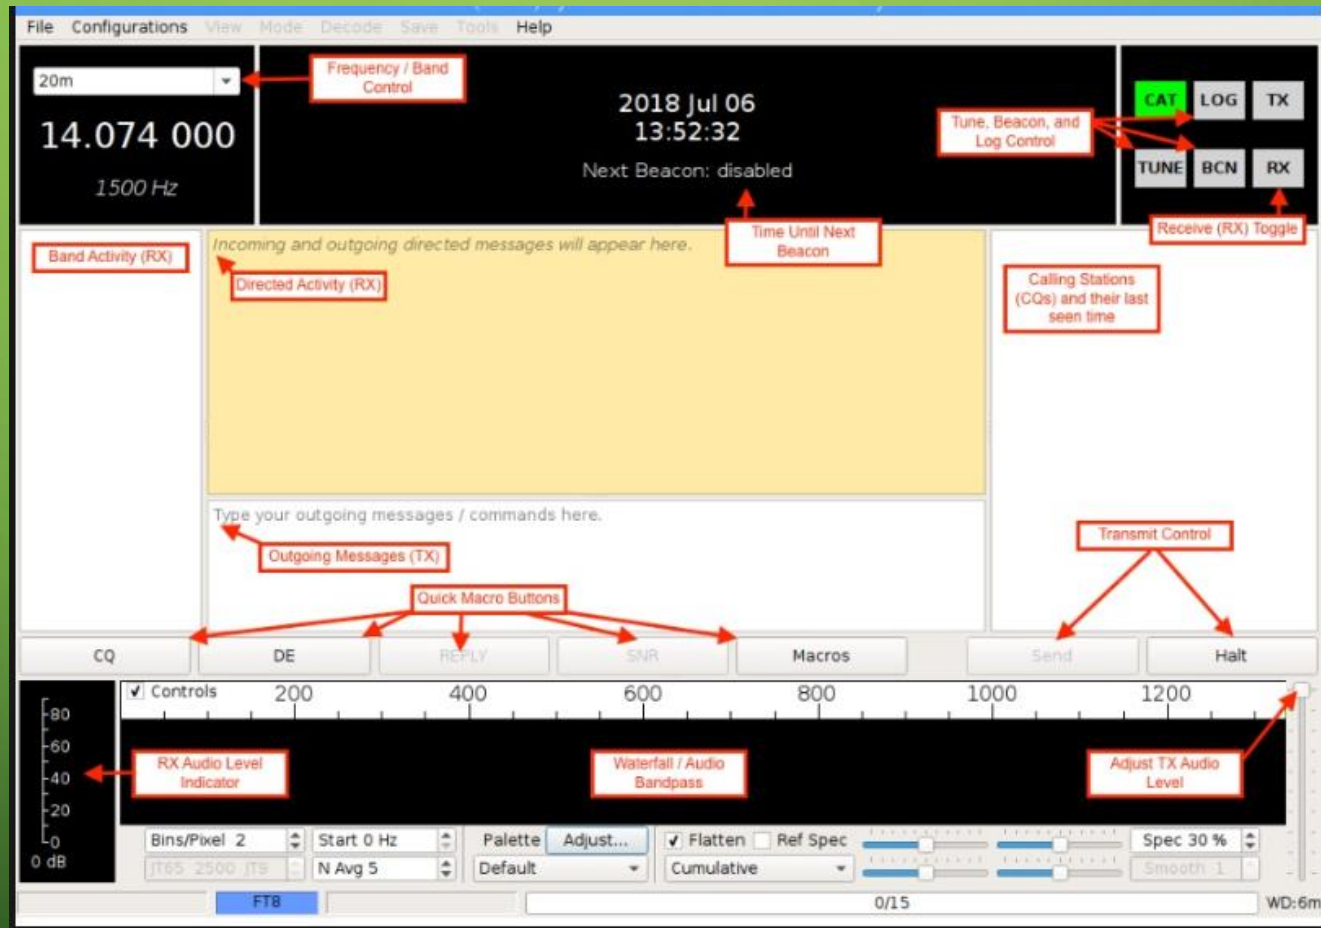 File Configurations View Mode Decode Save Tools Help
20m
Frequency / Band
Control
14.074 000
1500 Hz
2018 Jul 06
13:52:32
Next Beacon: disabled
Time Until Next
Beacon
Tune, Beacon, and
Log Control
CAT LOG TX
TUNE BCN RX
Receive (RX) Toggle
Band Activity (RX)
Incoming and outgoing directed messages will appear here.
Directed Activity (RX)
Calling Stations
(CQs) and their last
seen time
Type your outgoing messages / commands here.
Outgoing Messages (TX)
Transmit Control
Quick Macro Buttons
CQ DE REPLY SNR Macros Send Halt
Controls 200 400 600 800 1000 1200
80
60
40
20
0
0 dB
RX Audio Level
Indicator
Waterfall / Audio
Bandpass
Adjust TX Audio
Level
Bins/Pixel 2 Start 0 Hz Palette Adjust... Flatten Ref Spec Spec 30 %
JT65 2500 JT9 N Avg 5 Default Cumulative Smooth 1
FT8 0/15 WD:6m